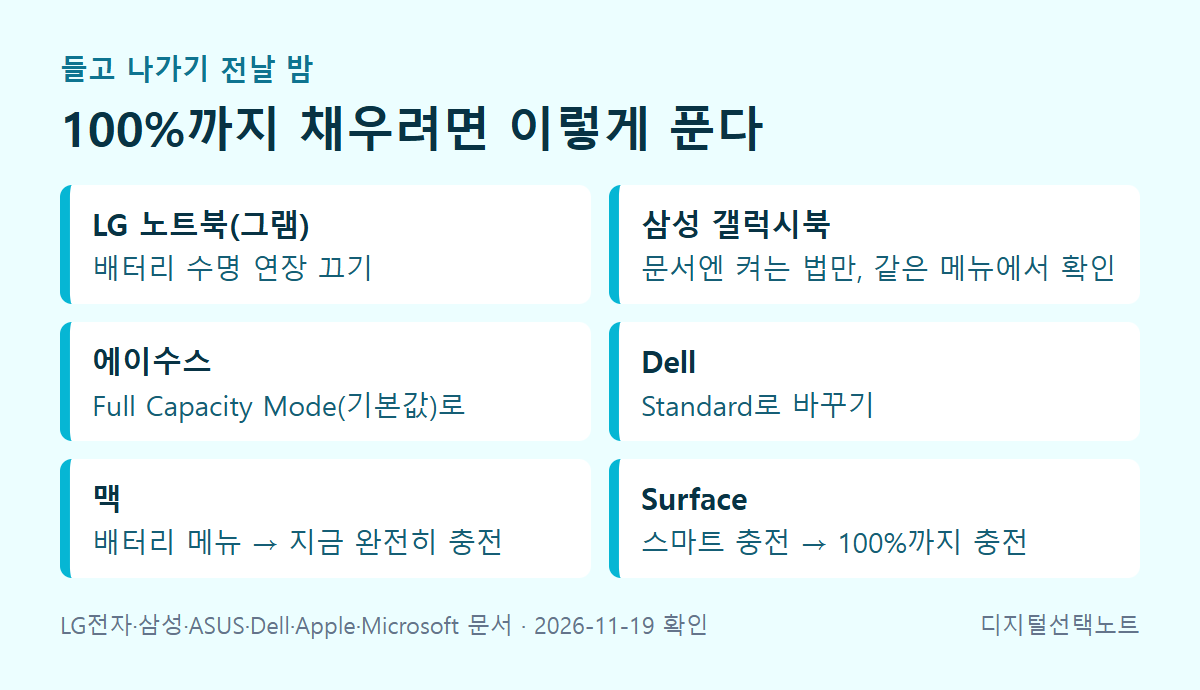 들고 나가기 전날 밤
100%까지 채우려면 이렇게 푼다
LG 노트북(그램)
배터리 수명 연장 끄기
삼성 갤럭시북
문서엔 켜는 법만, 같은 메뉴에서 확인
에이수스
Full Capacity Mode(기본값)로
Dell
Standard로 바꾸기
맥
배터리 메뉴 → 지금 완전히 충전
Surface
스마트 충전 → 100%까지 충전
LG전자·삼성·ASUS·Dell·Apple·Microsoft 문서 · 2026-11-19 확인
디지털선택노트